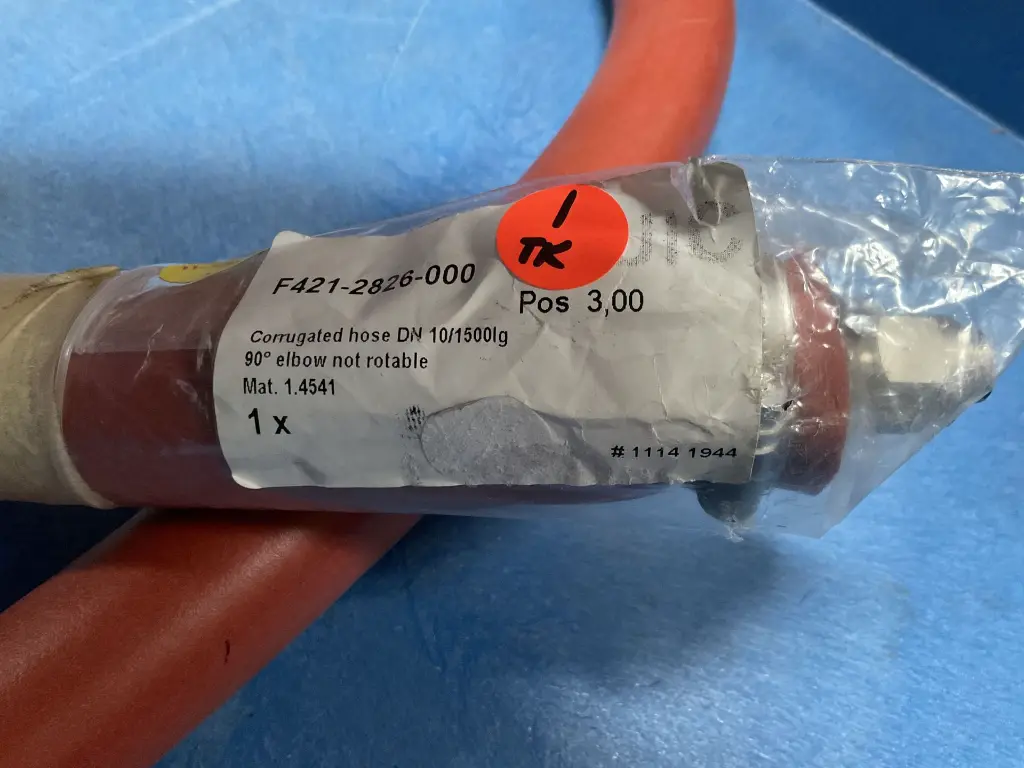 1
TK
F421-2826-000
Pos 3,00
Corrugated hose DN 10/1500lg
90° elbow not rotable
Mat. 1.4541
1 x
# 1114 1944